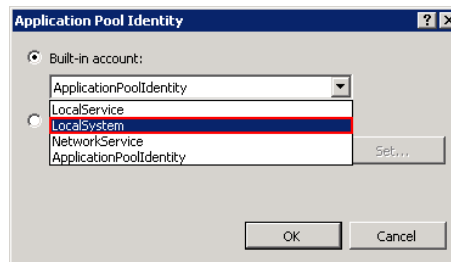 Application Pool Identity
Built-in account:
ApplicationPoolIdentity
LocalService
LocalSystem
NetworkService
ApplicationPoolIdentity
Set...
OK Cancel